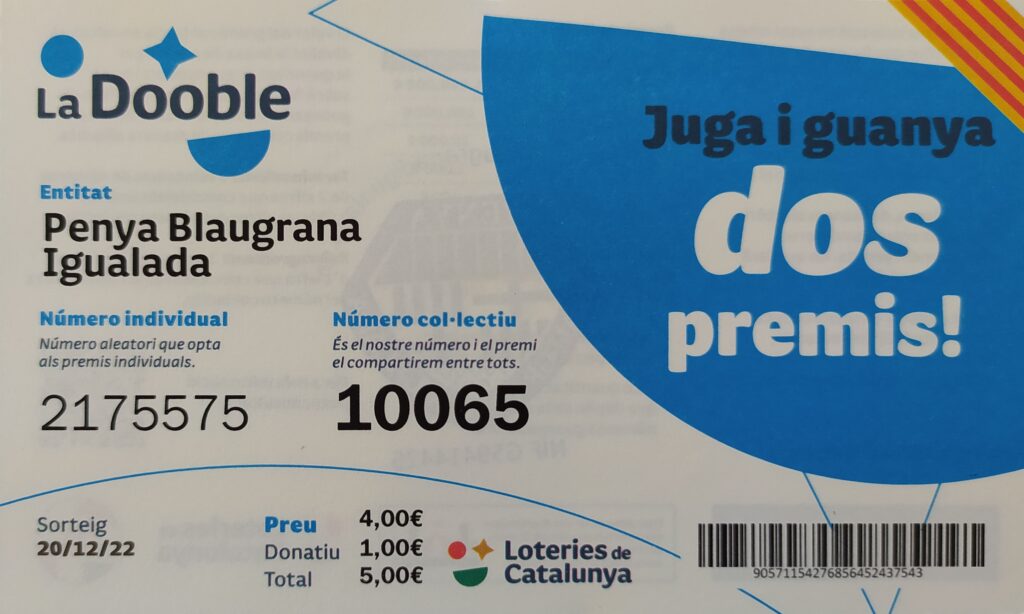 La Dooble
Entitat
Penya Blaugrana
Igualada
Número individual
Número aleatori que opta
als premis individuals.
2175575
Número col·lectiu
És el nostre número i el premi
el compartirem entre tots.
10065
Juga i guanya
dos
premis!
Sorteig
20/12/22
Preu 4,00€
Donatiu 1,00€
Total 5,00€
Loteries de
Catalunya
90571154276856452437543